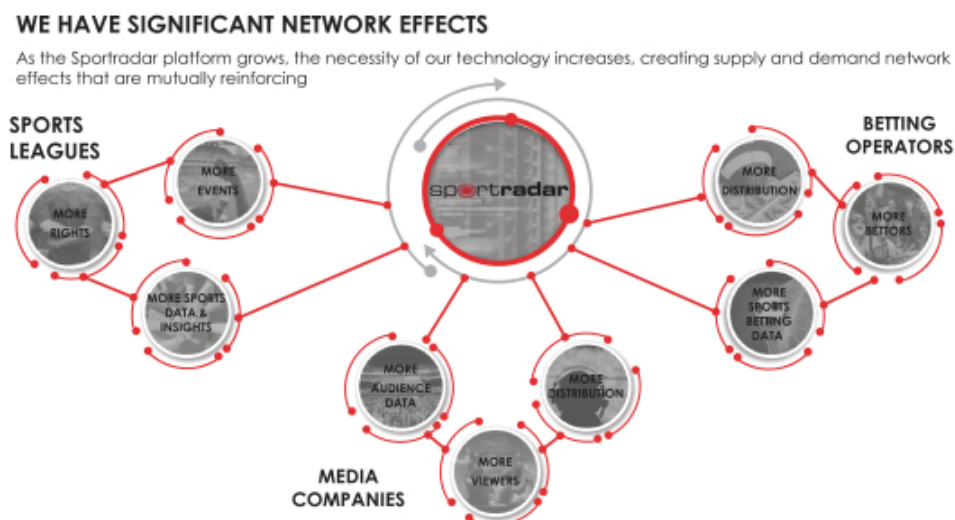 WE HAVE SIGNIFICANT NETWORK EFFECTS
As the Sportradar platform grows, the necessity of our technology increases, creating supply and demand network
effects that are mutually reinforcing
SPORTS
LEAGUES
MORE
RIGHTS
MORE
EVENTS
MORE SPORTS
DATA &
INSIGHTS
sportradar
BETTING
OPERATORS
MORE
DISTRIBUTION
MORE
BETTORS
MORE
SPORTS
BETTING
DATA
MORE
AUDIENCE
DATA
MORE
DISTRIBUTION
MORE
VIEWERS
MEDIA
COMPANIES